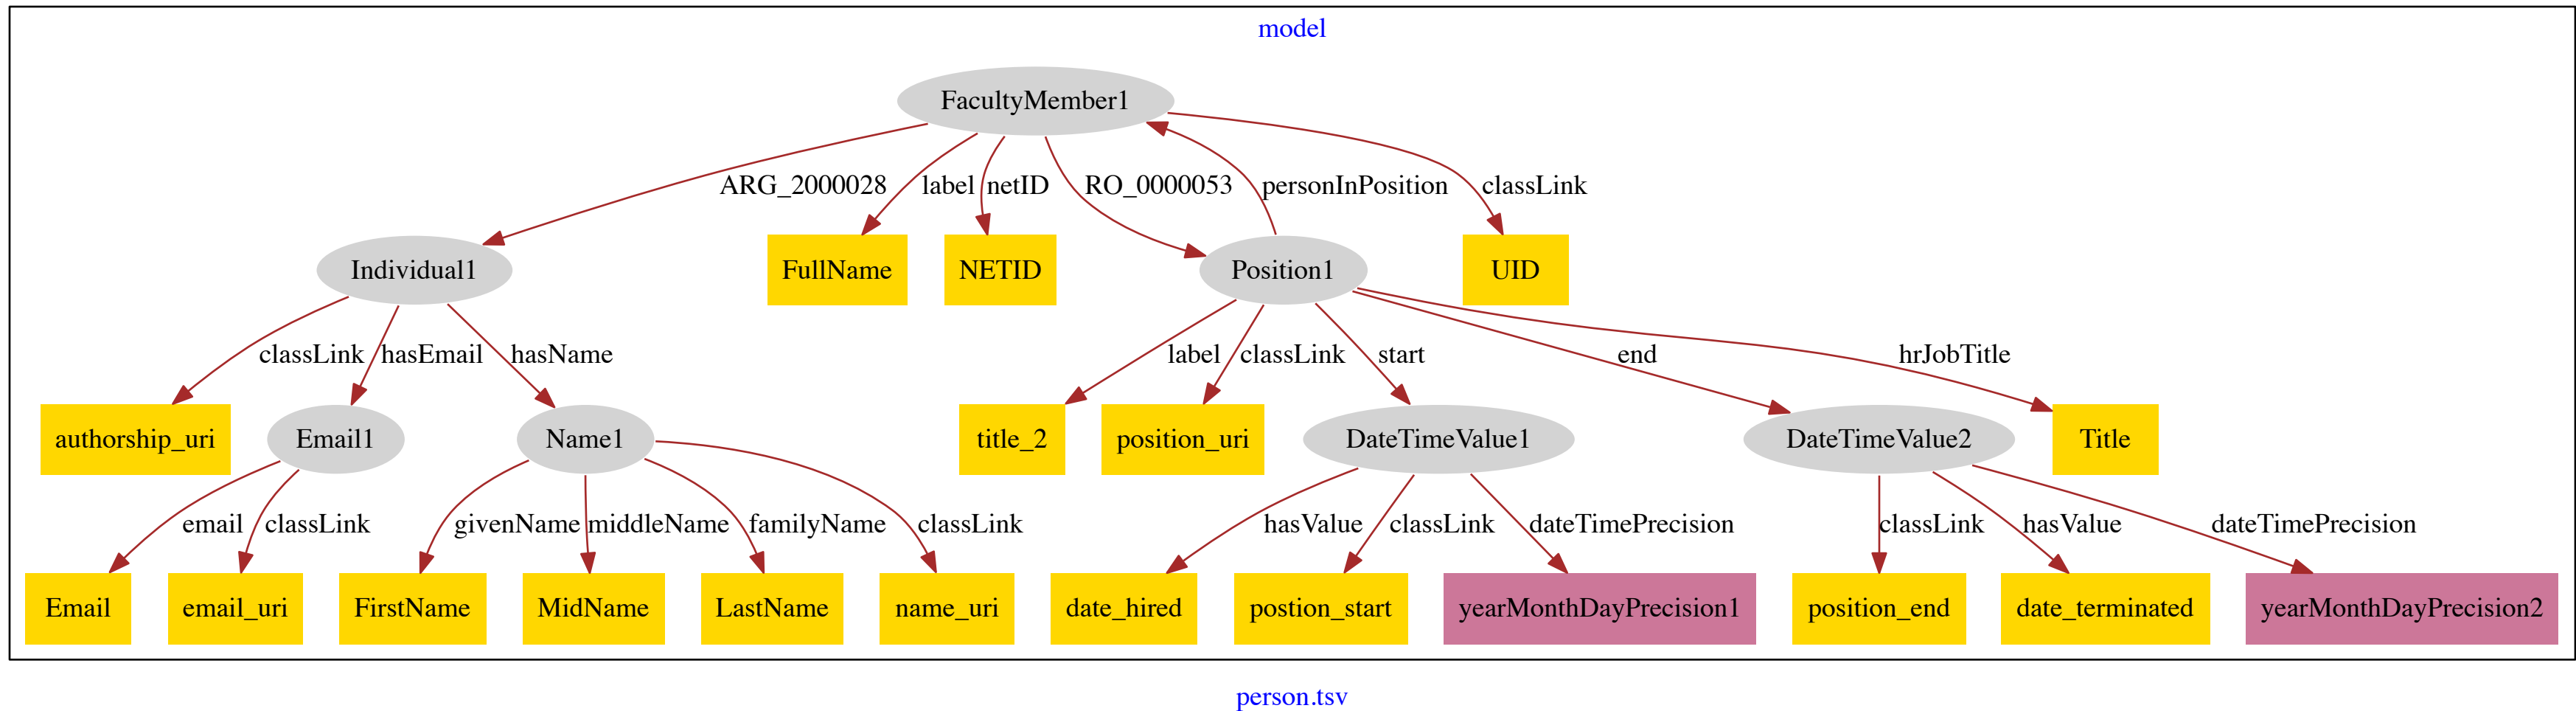 model
FacultyMember1
ARG_2000028
label
netID
RO_0000053
personInPosition
classLink
Individual1
FullName
NETID
Position1
UID
classLink
hasEmail
hasName
label
classLink
start
end
hrJobTitle
authorship_uri
Email1
Name1
title_2
position_uri
DateTimeValue1
DateTimeValue2
Title
email
classLink
givenName
middleName
familyName
classLink
hasValue
classLink
dateTimePrecision
classLink
hasValue
dateTimePrecision
Email
email_uri
FirstName
MidName
LastName
name_uri
date_hired
postion_start
yearMonthDayPrecision1
position_end
date_terminated
yearMonthDayPrecision2
person.tsv